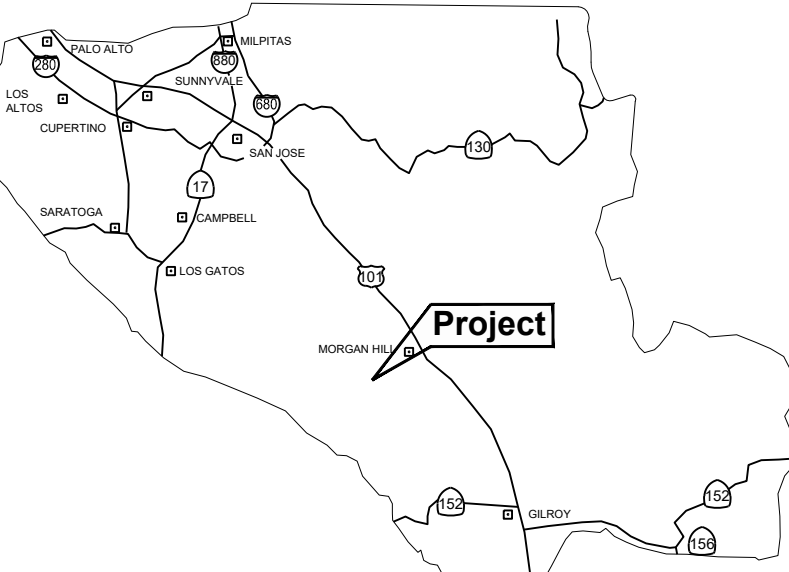 MILPITAS
PALO ALTO
280
880
SUNNYVALE
LOS
ALTOS
680
CUPERTINO
SAN JOSE
130
17
SARATOGA
CAMPBELL
LOS GATOS
101
Project
MORGAN HILL
152
GILROY
152
156